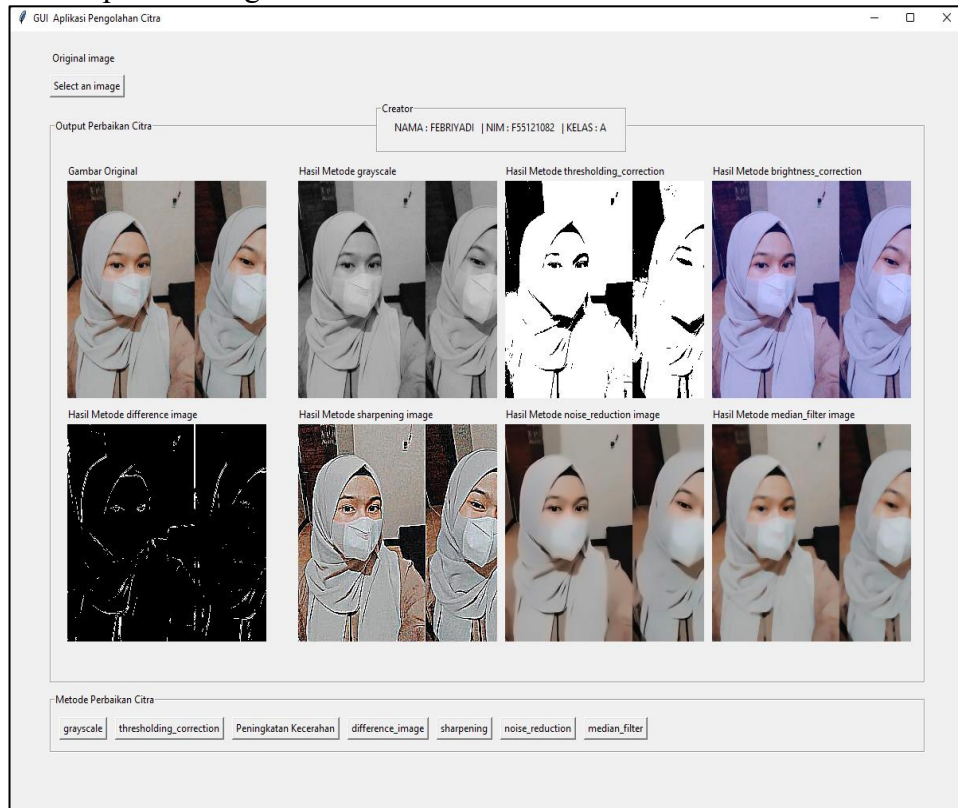 GUI Aplikasi Pengolahan Citra
Original image
Select an image
Creator
Output Perbaikan Citra
NAMA : FEBRIYADI | NIM : F55121082 | KELAS : A
Gambar Original
Hasil Metode grayscale
Hasil Metode thresholding_correction
Hasil Metode brightness_correction
Hasil Metode difference image
Hasil Metode sharpening image
Hasil Metode noise_reduction image
Hasil Metode median_filter image
Metode Perbaikan Citra
grayscale
thresholding_correction
Peningkatan Kecerahan
difference_image
sharpening
noise_reduction
median_filter